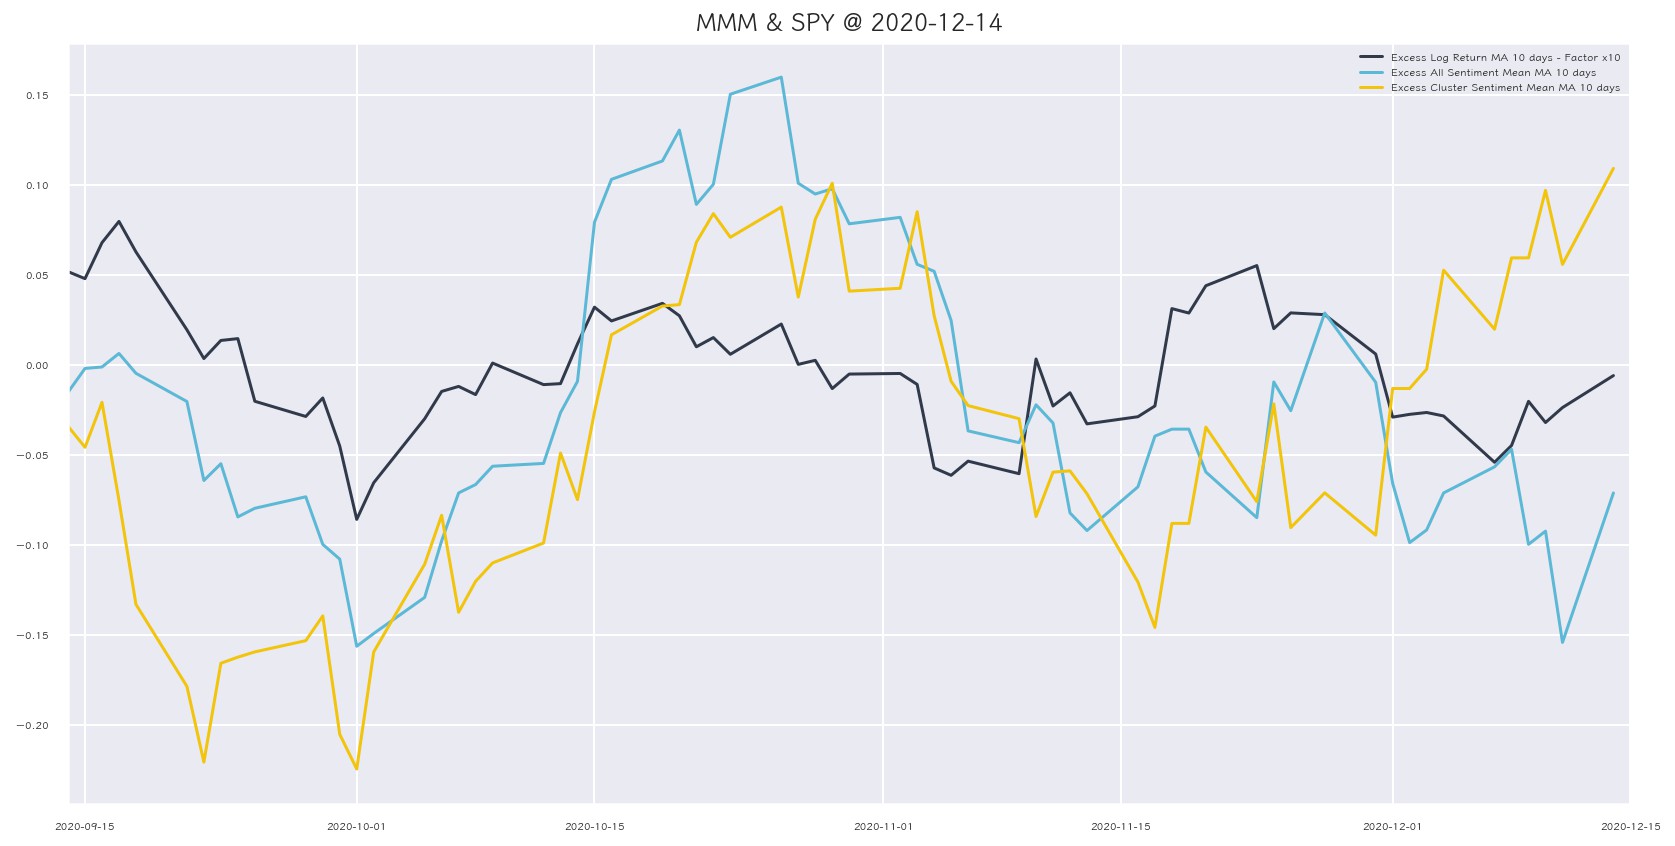 MMM & SPY @ 2020-12-14
Excess Log Return MA 10 days - Factor x10
Excess All Sentiment Mean MA 10 days
Excess Cluster Sentiment Mean MA 10 days
0.15
0.10
0.05
0.00
−0.05
−0.10
−0.15
−0.20
2020-09-15 2020-10-01 2020-10-15 2020-11-01 2020-11-15 2020-12-01 2020-12-15